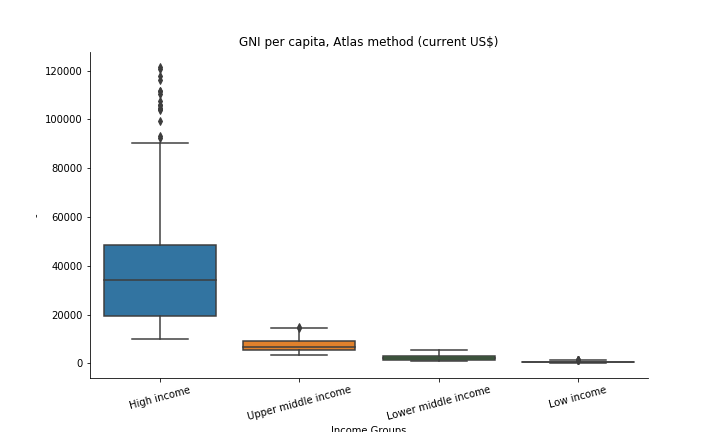 GNI per capita, Atlas method (current US$)
120000
100000
80000
60000
40000
20000
0
High income
Upper middle income
Lower middle income
Low income
Income Groups